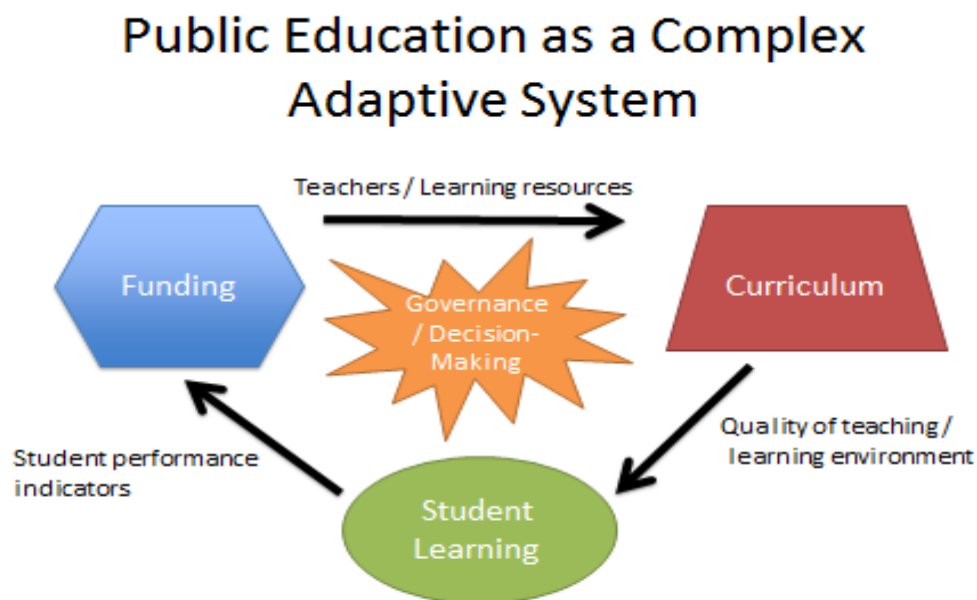 Public Education as a Complex
Adaptive System
Teachers / Learning resources
Funding
Governance
/ Decision-
Making
Curriculum
Quality of teaching /
learning environment
Student performance
indicators
Student
Learning